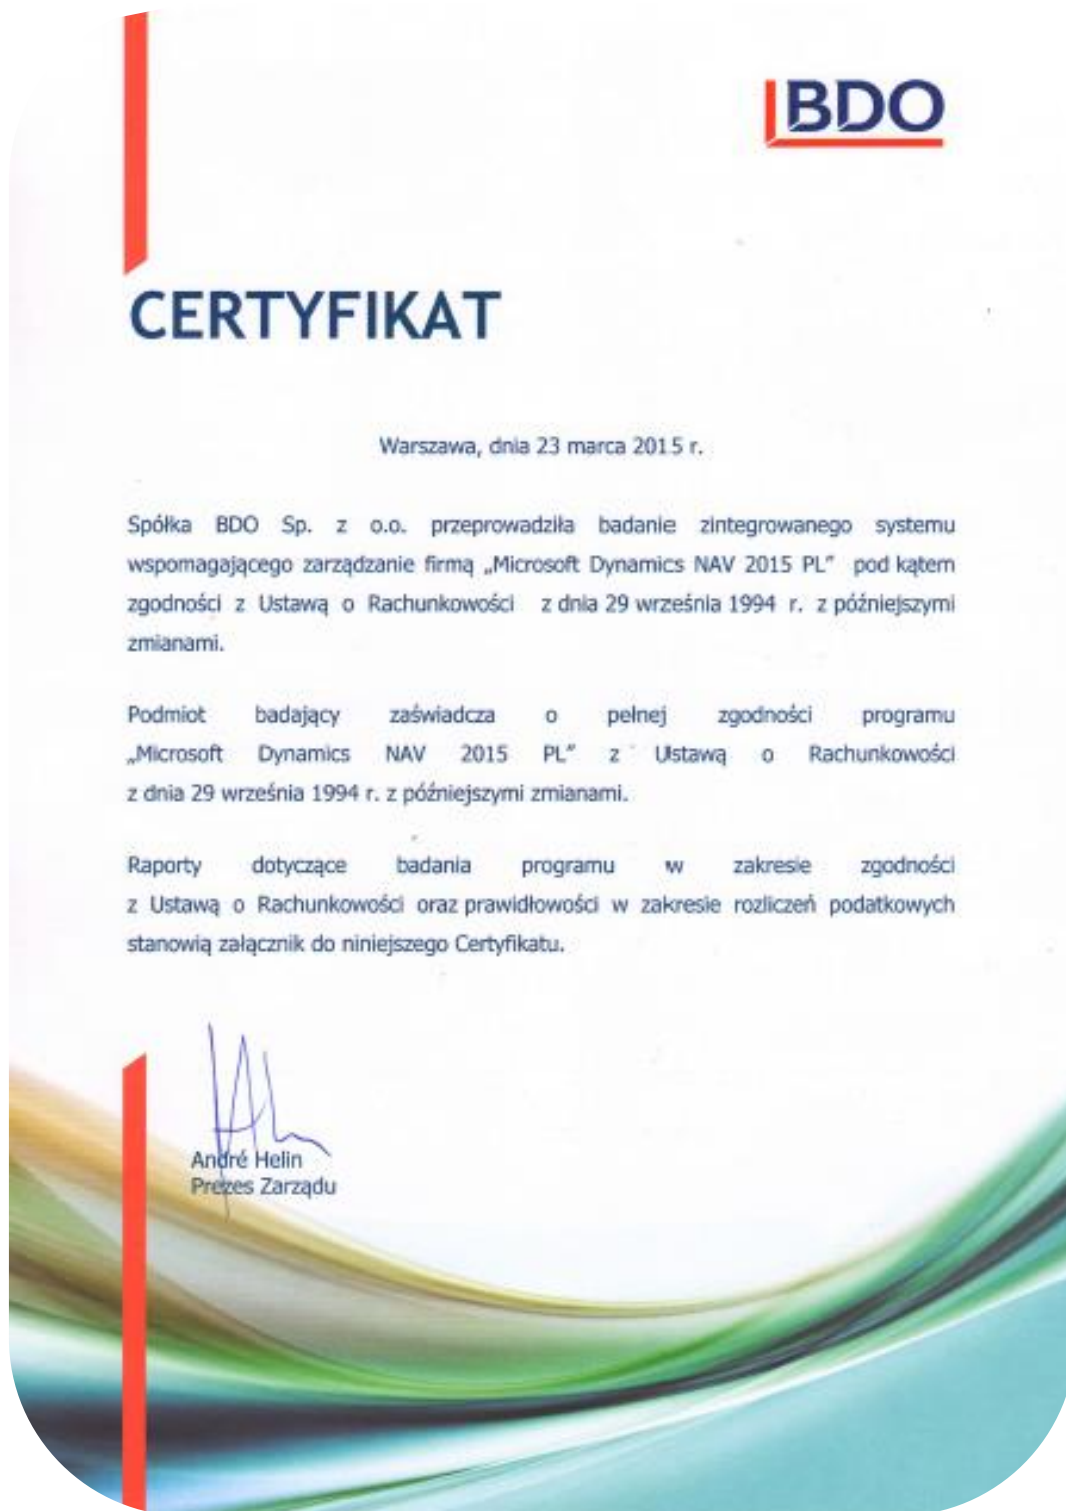 BDO
CERTYFIKAT
Warszawa, dnia 23 marca 2015 r.
Spółka BDO Sp. z o.o. przeprowadziła badanie zintegrowanego systemu
wspomagającego zarządzanie firmą „Microsoft Dynamics NAV 2015 PL” pod kątem
zgodności z Ustawą o Rachunkowości z dnia 29 września 1994 r. z późniejszymi
zmianami.
Podmiot badający zaświadcza o pełnej zgodności programu
„Microsoft Dynamics NAV 2015 PL” z Ustawą o Rachunkowości
z dnia 29 września 1994 r. z późniejszymi zmianami.
Raporty dotyczące badania programu w zakresie zgodności
z Ustawą o Rachunkowości oraz prawidłowości w zakresie rozliczeń podatkowych
stanowią załącznik do niniejszego Certyfikatu.
André Helin
Prezes Zarządu